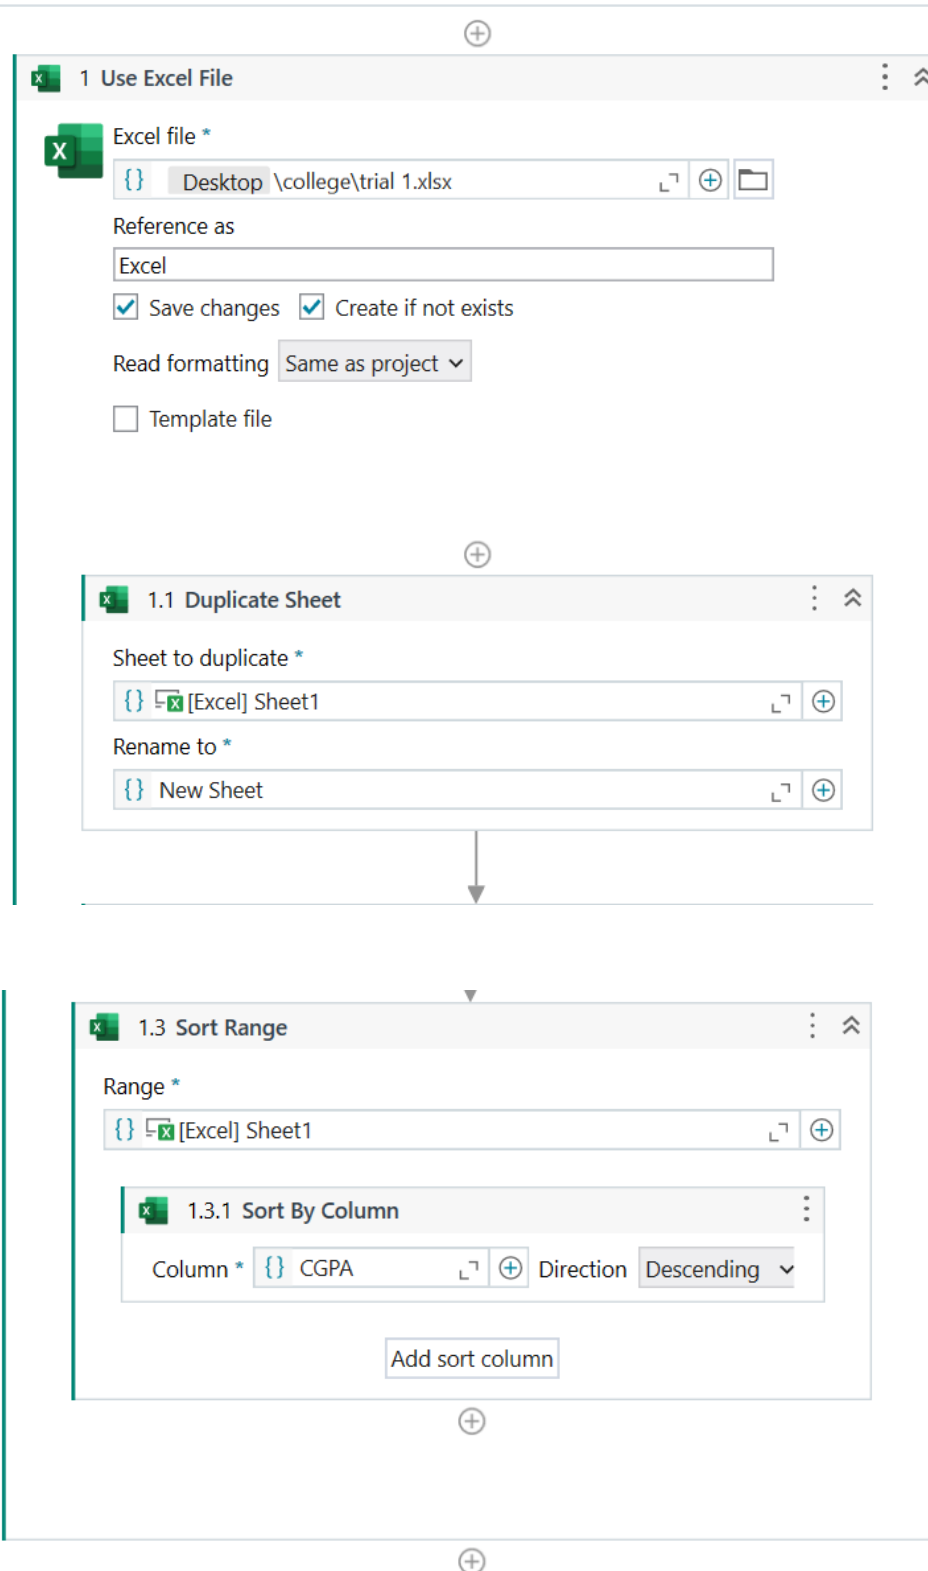 1 Use Excel File
Excel file *
{} Desktop \college\trial 1.xlsx
Reference as
Excel
Save changes Create if not exists
Read formatting Same as project
Template file
1.1 Duplicate Sheet
Sheet to duplicate *
{} [Excel] Sheet1
Rename to *
{} New Sheet
1.3 Sort Range
Range *
{} [Excel] Sheet1
1.3.1 Sort By Column
Column * {} CGPA Direction Descending
Add sort column